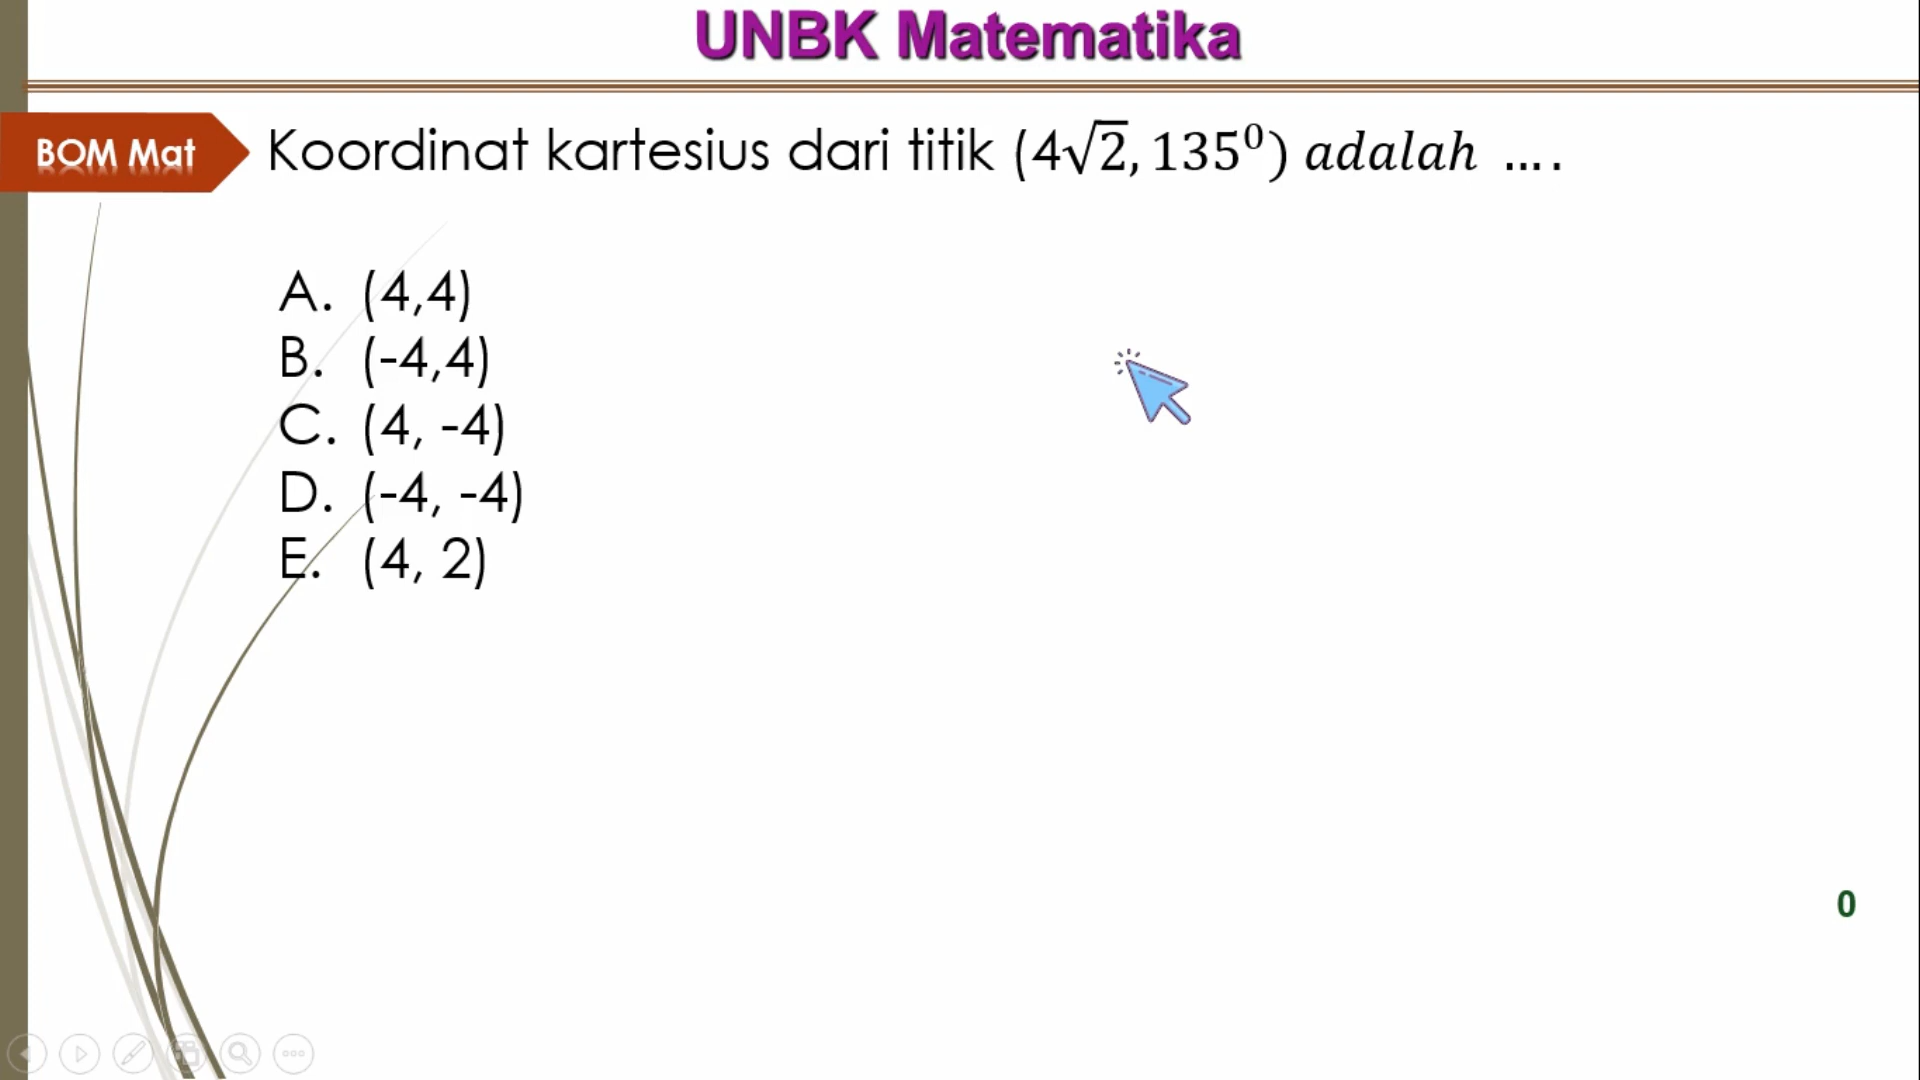 UNBK Matematika
BOM Mat
Koordinat kartesius dari titik (4√2, 135⁰) adalah ....
A. (4,4)
B. (-4,4)
C. (4, -4)
D. (-4, -4)
E. (4, 2)
0